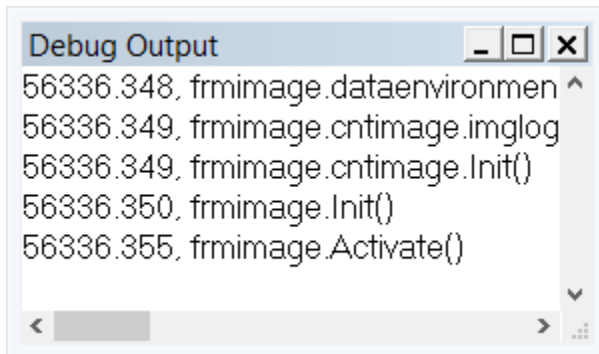 Debug Output
56336.348, frmimage.dataenvironmen
56336.349, frmimage.cntimage.imglog
56336.349, frmimage.cntimage.Init()
56336.350, frmimage.Init()
56336.355, frmimage.Activate()